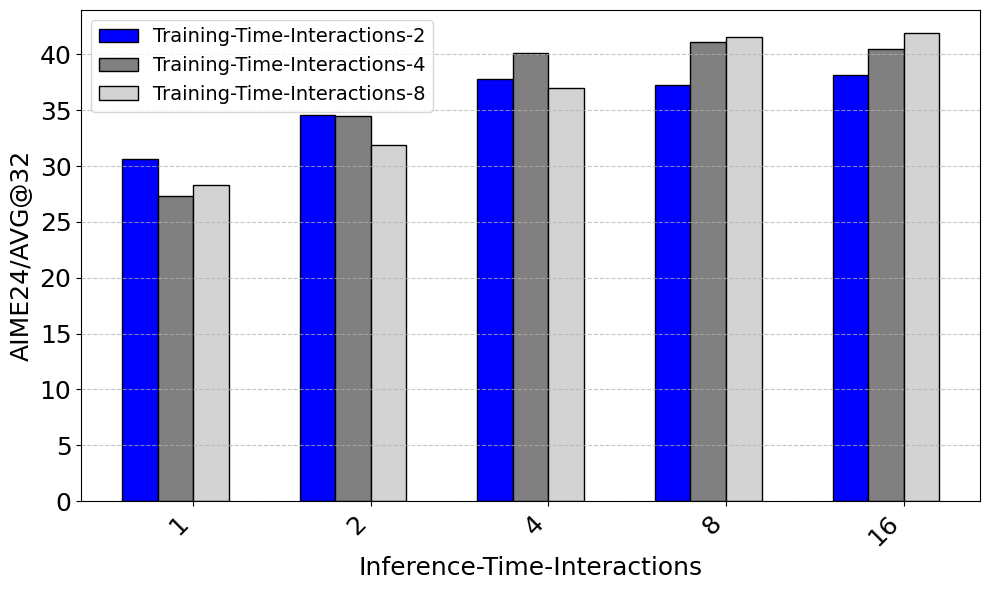 Training-Time-Interactions-2
Training-Time-Interactions-4
Training-Time-Interactions-8
AIME24/AVG@32
40
35
30
25
20
15
10
5
0
1
2
4
8
16
Inference-Time-Interactions